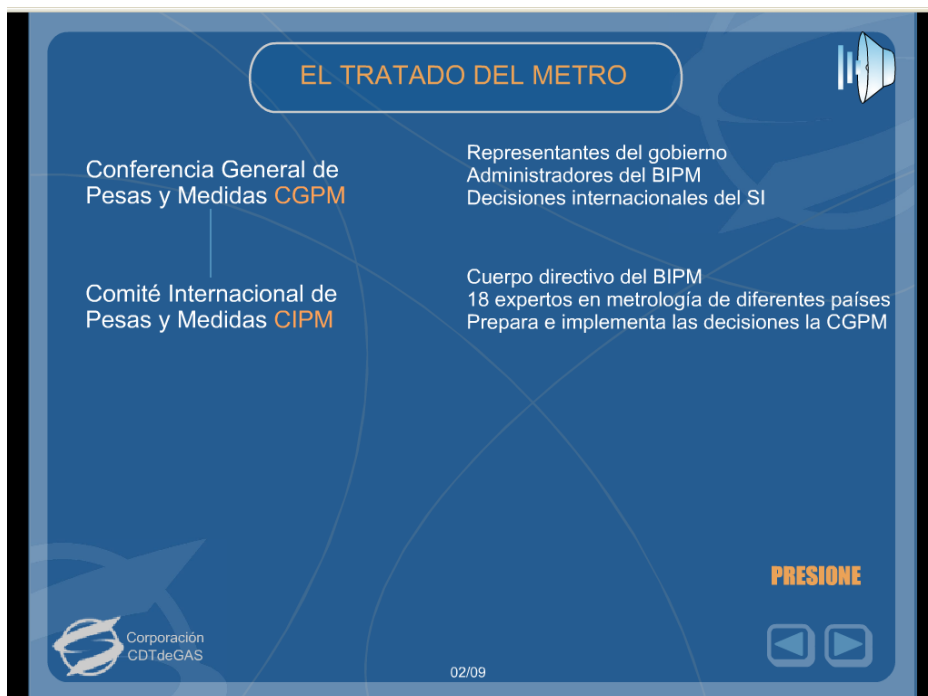 EL TRATADO DEL METRO
Conferencia General de
Pesas y Medidas CGPM
Representantes del gobierno
Administradores del BIPM
Decisiones internacionales del SI
Comité Internacional de
Pesas y Medidas CIPM
Cuerpo directivo del BIPM
18 expertos en metrología de diferentes países
Prepara e implementa las decisiones la CGPM
PRESIONE
Corporación
CDTdeGAS
02/09